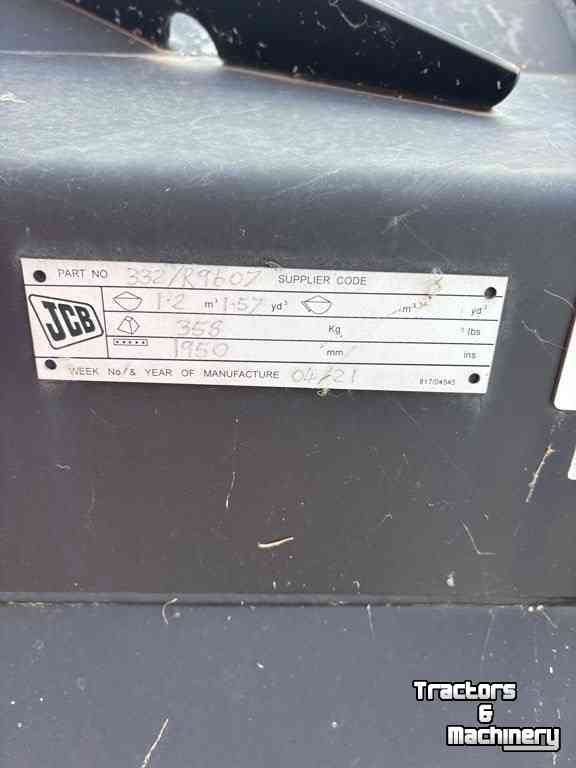 PART NO 332/R9607 SUPPLIER CODE
1.2 m³ 1.57 yd³ m³ yd³
JCB
358 Kg lbs
1950 mm ins
WEEK No/& YEAR OF MANUFACTURE 04/21 817/04545
Tractors
&
Machinery